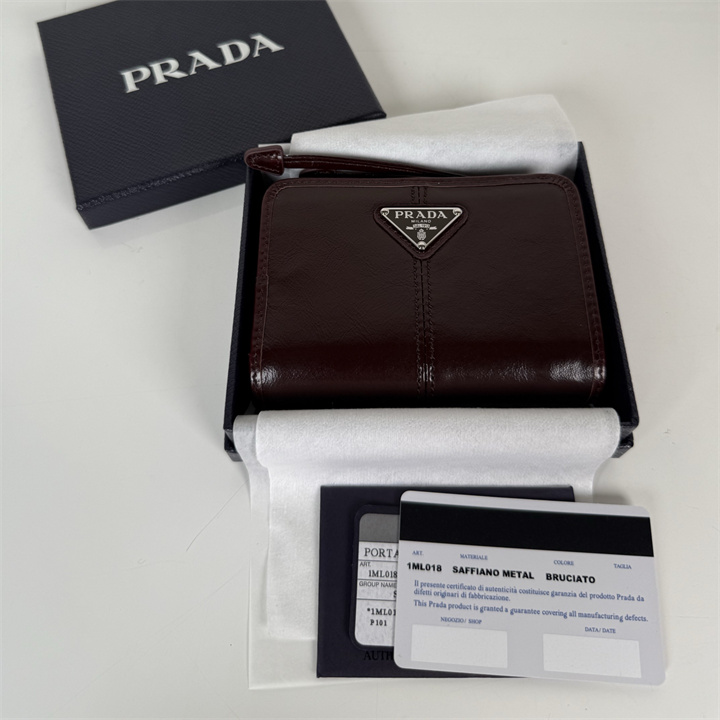 PRADA
PRADA
MILANO
PORTA
ART.
1ML018
GROUP NAME
S
*1ML01
P101
AUTH
ART. MATERIALE COLORE TAGLIA
1ML018 SAFFIANO METAL BRUCIATO
Il presente certificato di autenticità costituisce garanzia del prodotto Prada da
difetti originari di fabbricazione.
This Prada product is granted a guarantee covering all manufacturing defects.
NEGOZIO/ SHOP DATA/ DATE